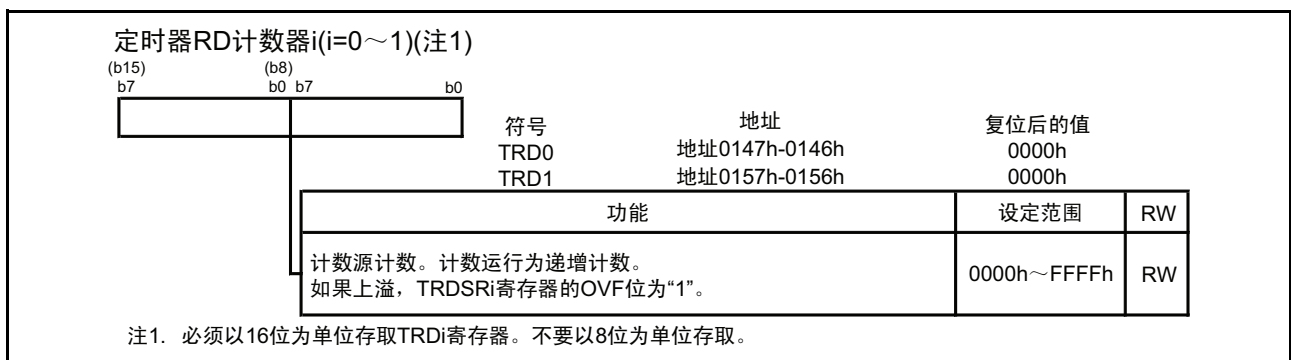 定时器RD计数器i(i=0～1)(注1)
(b15) (b8)
b7 b0 b7 b0
符号 地址 复位后的值
TRD0 地址0147h-0146h 0000h
TRD1 地址0157h-0156h 0000h
功能 设定范围 RW
计数源计数。计数运行为递增计数。
如果上溢，TRDSRi寄存器的OVF位为“1”。
0000h～FFFFh RW
注1. 必须以16位为单位存取TRDi寄存器。不要以8位为单位存取。